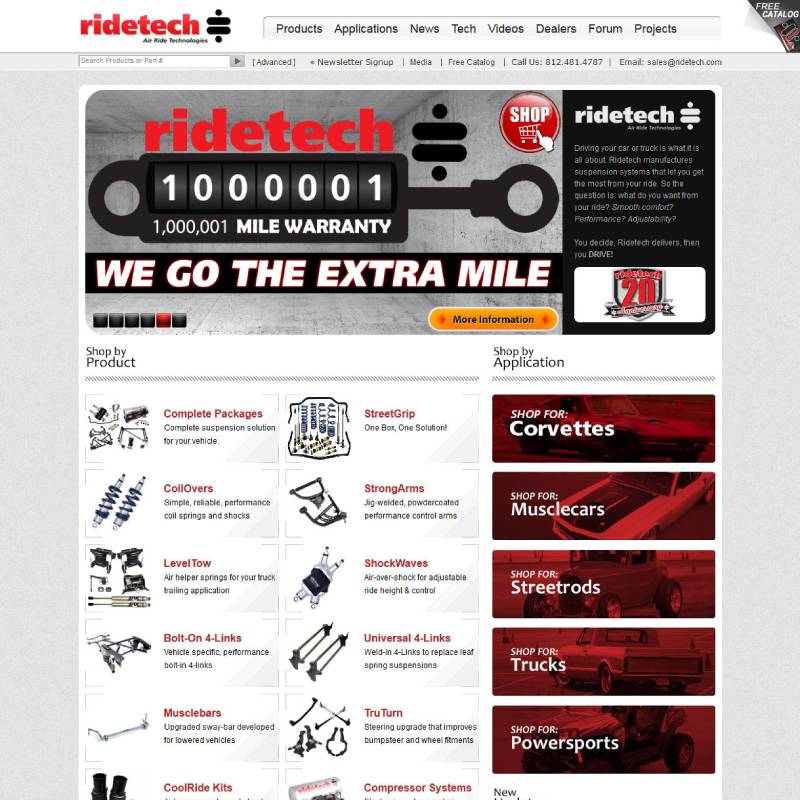 ridetech
Air Ride Technologies
Products Applications News Tech Videos Dealers Forum Projects
FREE
CATALOG
Search Products or Part #
[ Advanced ] « Newsletter Signup | Media | Free Catalog | Call Us: 812.481.4787 | Email: sales@ridetech.com
ridetech
1000001
1,000,001 MILE WARRANTY
WE GO THE EXTRA MILE
More Information
SHOP
ridetech
Air Ride Technologies
Driving your car or truck is what it is
all about. Ridetech manufactures
suspension systems that let you get
the most from your ride. So the
question is: what do you want from
your ride? Smooth comfort?
Performance? Adjustability?
You decide, Ridetech delivers, then
you DRIVE!
ridetech
20
Anniversary
Shop by
Product
Complete Packages
Complete suspension solution
for your vehicle.
StreetGrip
One Box, One Solution!
CoilOvers
Simple, reliable, performance
coil springs and shocks
StrongArms
Jig-welded, powdercoated
performance control arms
LevelTow
Air helper springs for your truck
trailing application
ShockWaves
Air-over-shock for adjustable
ride height & control
Bolt-On 4-Links
Vehicle specific, performance
bolt-in 4-links
Universal 4-Links
Weld-in 4-Links to replace leaf
spring suspensions
Musclebars
Upgraded sway-bar developed
for lowered vehicles
TruTurn
Steering upgrade that improves
bumpsteer and wheel fitments
CoolRide Kits
Compressor Systems
Shop by
Application
SHOP FOR:
Corvettes
SHOP FOR:
Musclecars
SHOP FOR:
Streetrods
SHOP FOR:
Trucks
SHOP FOR:
Powersports
New